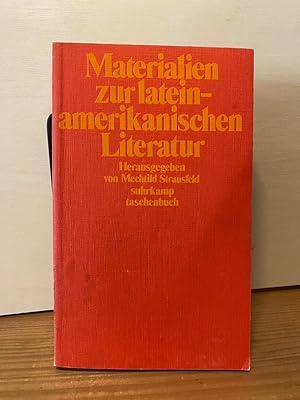 Materialien
zur latein-
amerikanischen
Literatur
Herausgegeben
von Mechtild Strausfeld
suhrkamp
taschenbuch